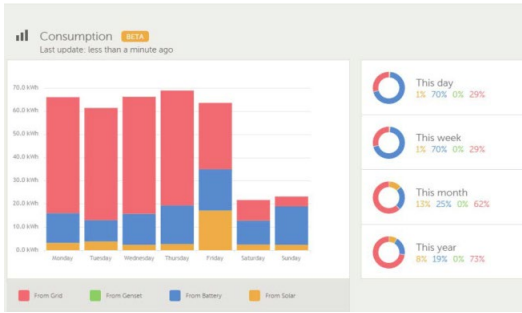 Consumption BETA
Last update: less than a minute ago
70.0 kWh
60.0 kWh
50.0 kWh
40.0 kWh
30.0 kWh
20.0 kWh
10.0 kWh
0.0 kWh
Monday Tuesday Wednesday Thursday Friday Saturday Sunday
From Grid From Genset From Battery From Solar
This day
1% 70% 0% 29%
This week
1% 70% 0% 29%
This month
13% 25% 0% 62%
This year
8% 19% 0% 73%